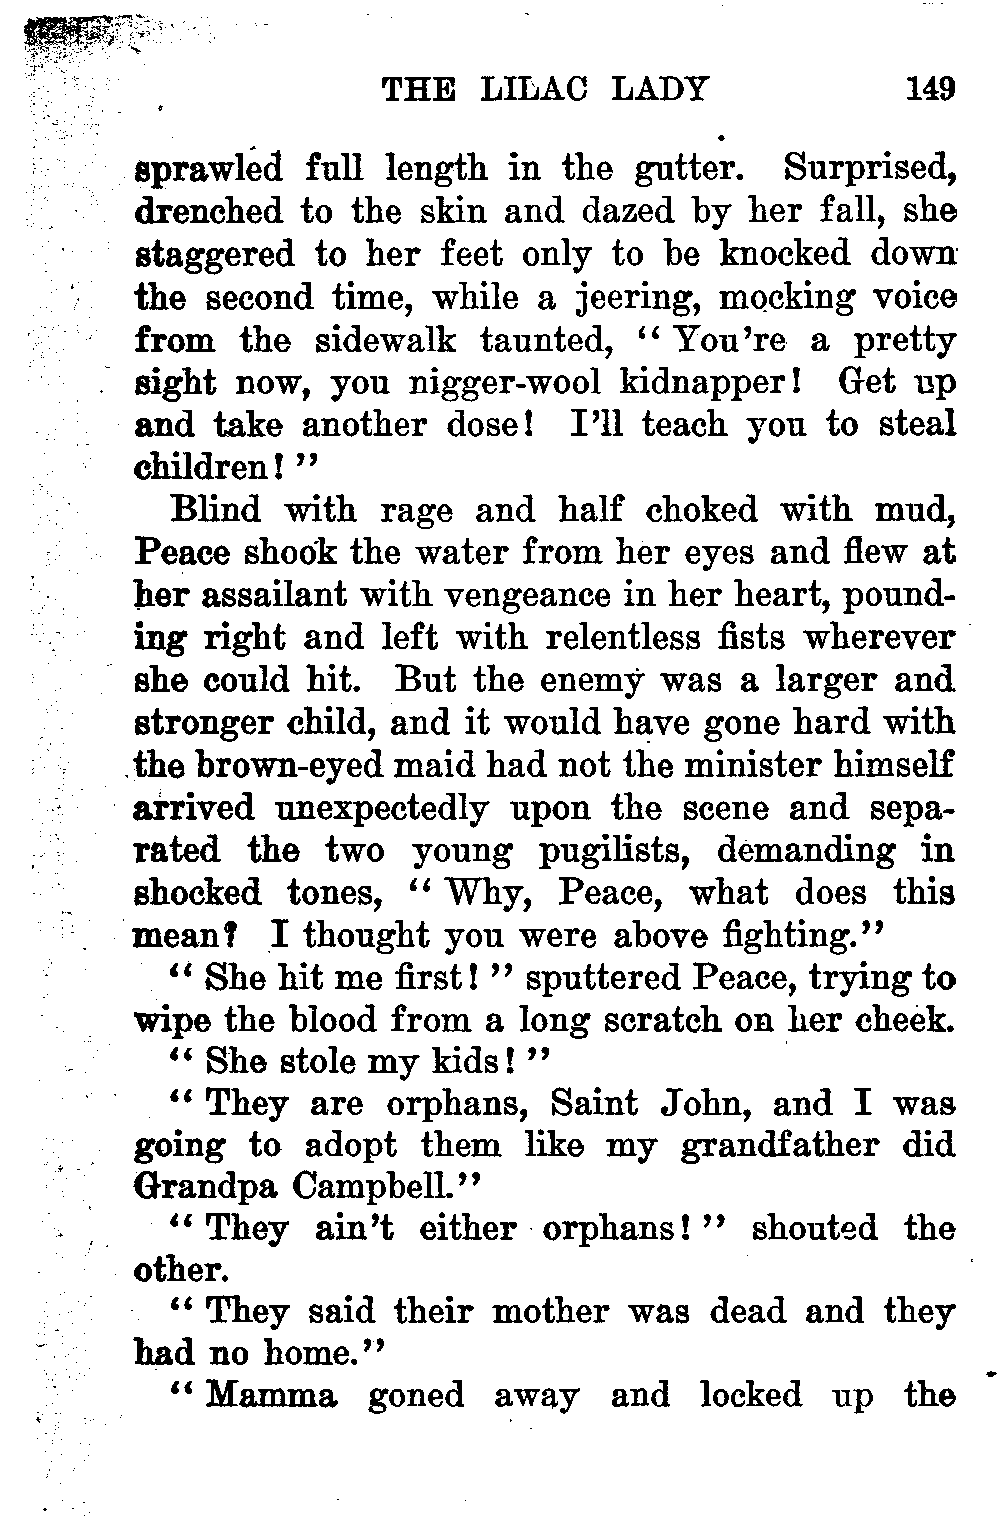 THE LILAC LADY 149
sprawled full length in the gutter. Surprised,
drenched to the skin and dazed by her fall, she
staggered to her feet only to be knocked down
the second time, while a jeering, mocking voice
from the sidewalk taunted, “ You’re a pretty
sight now, you nigger-wool kidnapper! Get up
and take another dose! I’ll teach you to steal
children! ”
Blind with rage and half choked with mud,
Peace shook the water from her eyes and flew at
her assailant with vengeance in her heart, pound-
ing right and left with relentless fists wherever
she could hit. But the enemy was a larger and
stronger child, and it would have gone hard with
the brown-eyed maid had not the minister himself
arrived unexpectedly upon the scene and sepa-
rated the two young pugilists, demanding in
shocked tones, “ Why, Peace, what does this
mean? I thought you were above fighting.”
“ She hit me first! ” sputtered Peace, trying to
wipe the blood from a long scratch on her cheek.
“ She stole my kids! ”
“ They are orphans, Saint John, and I was
going to adopt them like my grandfather did
Grandpa Campbell.”
“ They ain’t either orphans! ” shouted the
other.
“ They said their mother was dead and they
had no home.”
“ Mamma goned away and locked up the